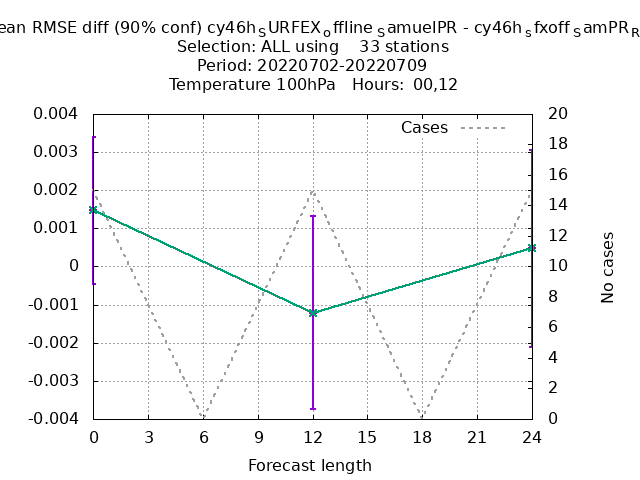 ean RMSE diff (90% conf) cy46hSURFEXoffline SamuelPR - cy46hsfxoffSamPRR
Selection: ALL using 33 stations
Period: 20220702-20220709
Temperature 100hPa Hours: 00,12
Cases
0.004
0.003
0.002
0.001
0
-0.001
-0.002
-0.003
-0.004
20
18
16
14
12
10
8
6
4
2
0
No cases
0 3 6 9 12 15 18 21 24
Forecast length